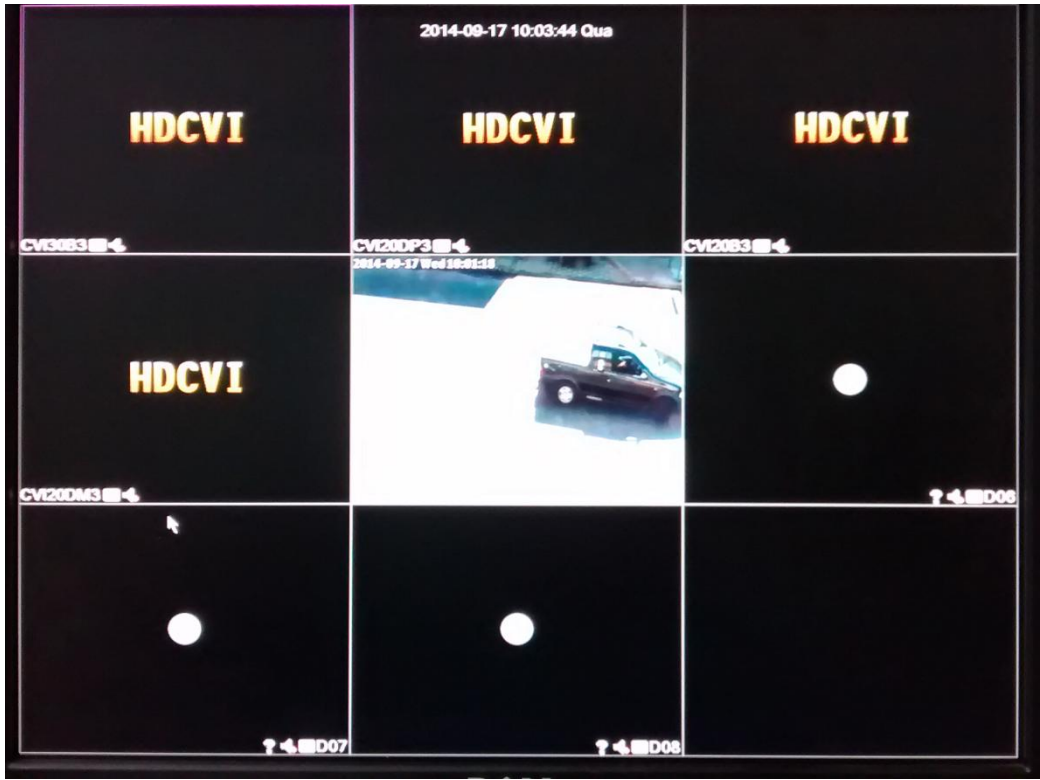 2014-09-17 10:03:44 Qua
HDCVI
HDCVI
HDCVI
CVI30B3
CVI20DP3
CVI20B3
2014-09-17 Wed 10:01:18
HDCVI
CVI20DM3
? D06
? D07
? D08